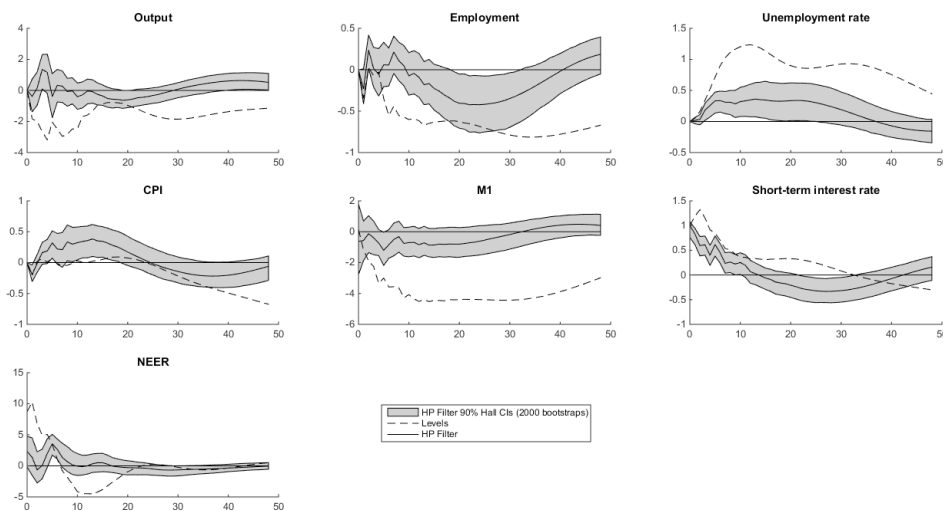 Output
4
2
0
-2
-4
0 10 20 30 40 50
Employment
1
0.5
0
-0.5
-1
0 10 20 30 40 50
Unemployment rate
1.5
1
0.5
0
-0.5
0 10 20 30 40 50
CPI
1
0.5
0
-0.5
-1
0 10 20 30 40 50
M1
2
0
-2
-4
-6
0 10 20 30 40 50
Short-term interest rate
1.5
1
0.5
0
-0.5
-1
0 10 20 30 40 50
NEER
15
10
5
0
-5
0 10 20 30 40 50
HP Filter 90% Hall CIs (2000 bootstraps)
Levels
HP Filter